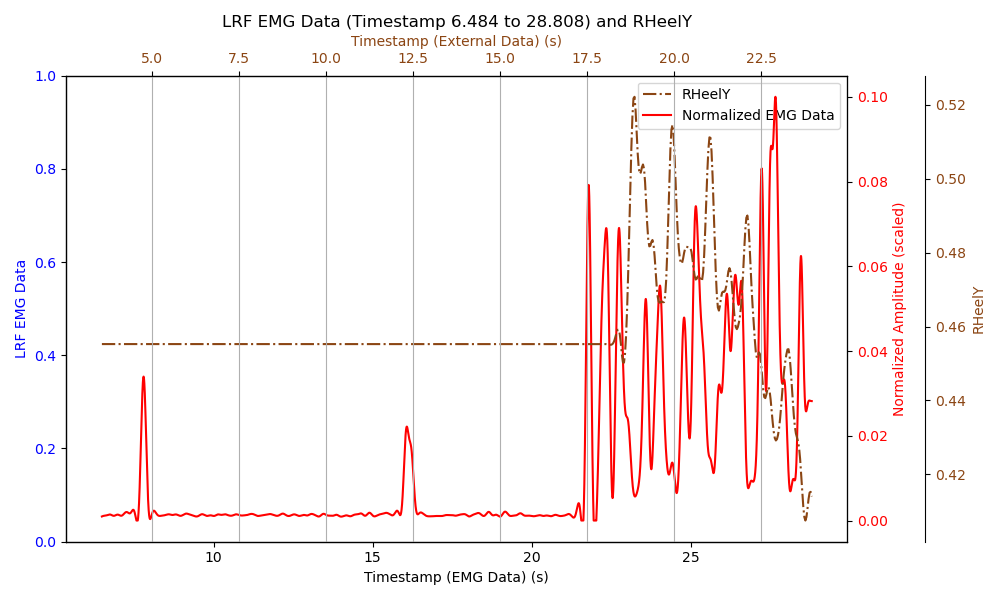 LRF EMG Data (Timestamp 6.484 to 28.808) and RHeelY
Timestamp (External Data) (s)
5.0 7.5 10.0 12.5 15.0 17.5 20.0 22.5
RHeelY
Normalized EMG Data
LRF EMG Data
1.0
0.8
0.6
0.4
0.2
0.0
0.10
0.08
0.06
0.04
0.02
0.00
Normalized Amplitude (scaled)
0.52
0.50
0.48
0.46
0.44
0.42
RHeelY
10 15 20 25
Timestamp (EMG Data) (s)